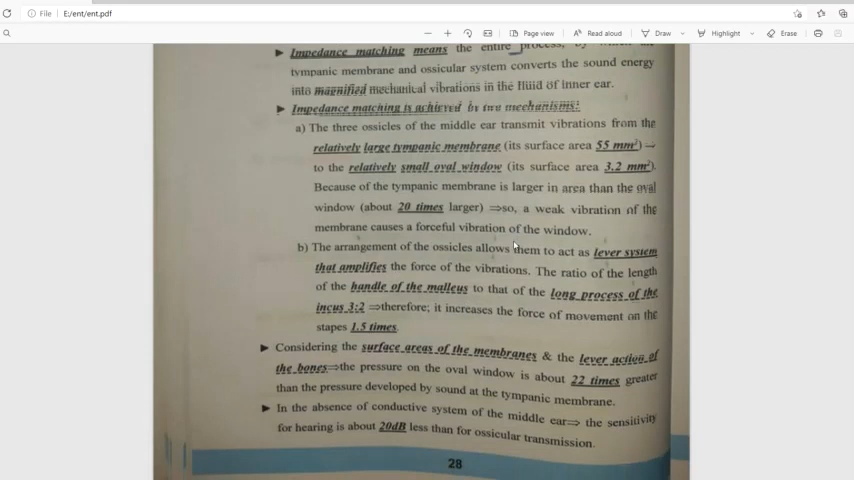 File
E:/ent/ent.pdf
Page view
Read aloud
Draw
Highlight
Erase
► Impedance matching means the entire process, by which the
tympanic membrane and ossicular system converts the sound energy
into magnified mechanical vibrations in the fluid of inner ear.
► Impedance matching is achieved by two mechanisms:
a) The three ossicles of the middle ear transmit vibrations from the
relatively large tympanic membrane (its surface area 55 mm²) ⇒
to the relatively small oval window (its surface area 3.2 mm²).
Because of the tympanic membrane is larger in area than the oval
window (about 20 times larger) ⇒so, a weak vibration of the
membrane causes a forceful vibration of the window.
b) The arrangement of the ossicles allows them to act as lever system
that amplifies the force of the vibrations. The ratio of the length
of the handle of the malleus to that of the long process of the
incus 3:2 ⇒therefore; it increases the force of movement on the
stapes 1.5 times.
► Considering the surface areas of the membranes & the lever action of
the bones⇒the pressure on the oval window is about 22 times greater
than the pressure developed by sound at the tympanic membrane.
► In the absence of conductive system of the middle ear⇒ the sensitivity
for hearing is about 20dB less than for ossicular transmission.
28